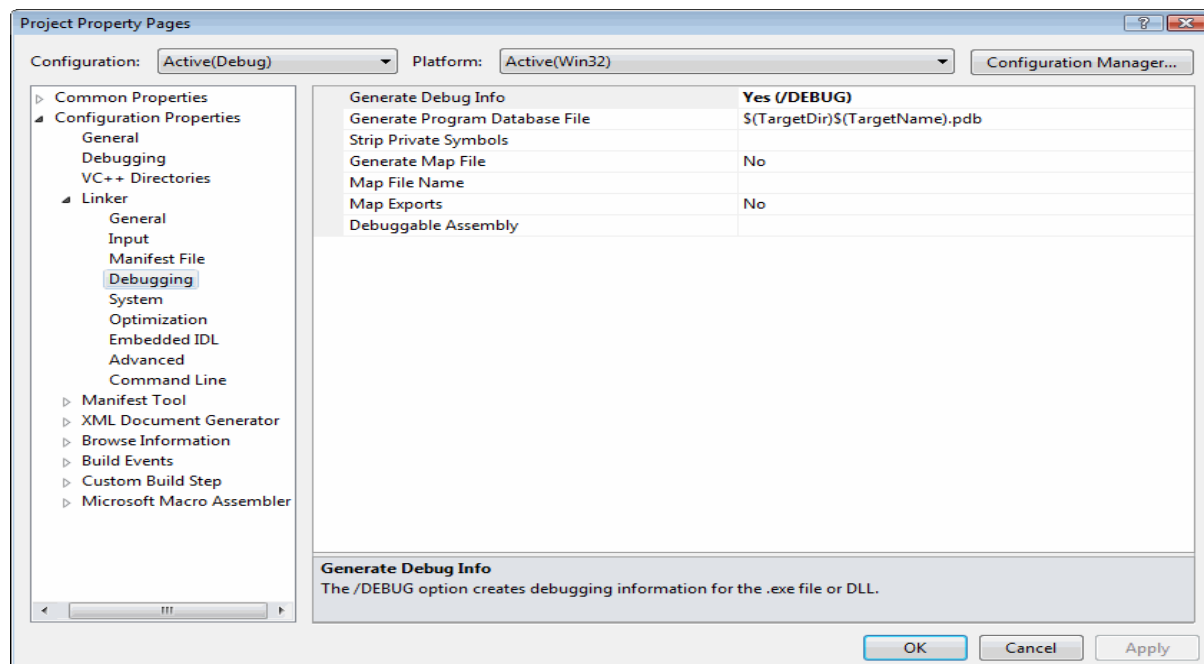 Project Property Pages
Configuration: Active(Debug) Platform: Active(Win32) Configuration Manager...
Common Properties
Configuration Properties
General
Debugging
VC++ Directories
Linker
General
Input
Manifest File
Debugging
System
Optimization
Embedded IDL
Advanced
Command Line
Manifest Tool
XML Document Generator
Browse Information
Build Events
Custom Build Step
Microsoft Macro Assembler
Generate Debug Info Yes (/DEBUG)
Generate Program Database File $(TargetDir)$(TargetName).pdb
Strip Private Symbols
Generate Map File No
Map File Name
Map Exports No
Debuggable Assembly
Generate Debug Info
The /DEBUG option creates debugging information for the .exe file or DLL.
OK Cancel Apply